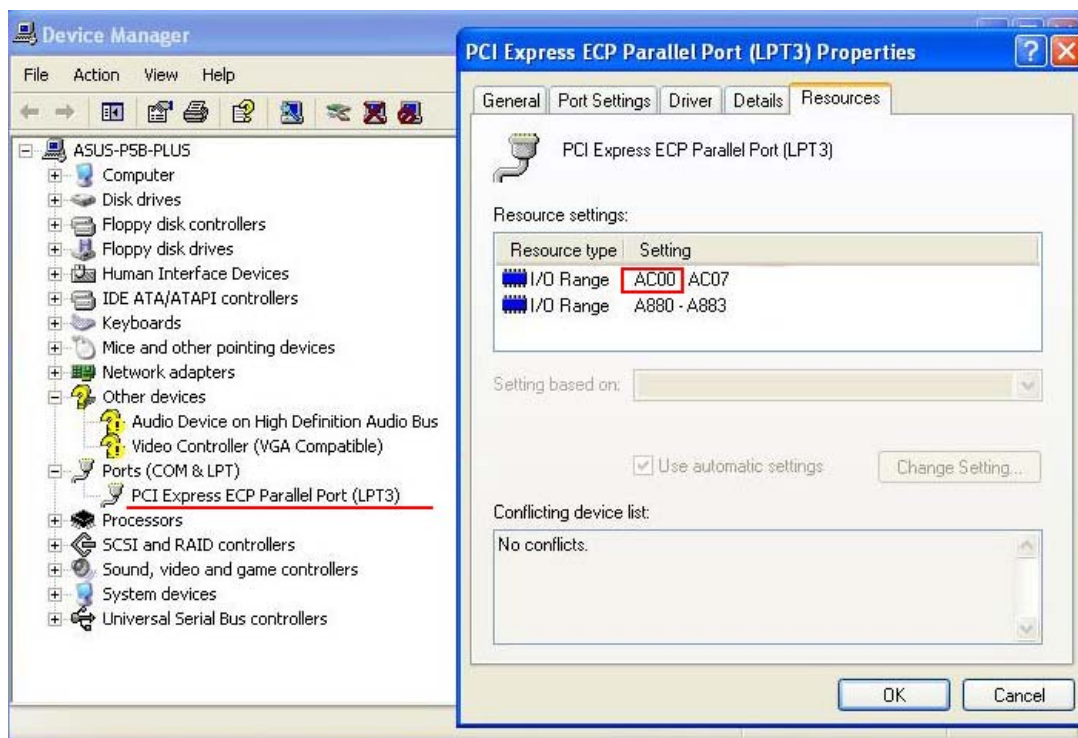 Device Manager
File Action View Help
ASUS-P5B-PLUS
Computer
Disk drives
Floppy disk controllers
Floppy disk drives
Human Interface Devices
IDE ATA/ATAPI controllers
Keyboards
Mice and other pointing devices
Network adapters
Other devices
Audio Device on High Definition Audio Bus
Video Controller (VGA Compatible)
Ports (COM & LPT)
PCI Express ECP Parallel Port (LPT3)
Processors
SCSI and RAID controllers
Sound, video and game controllers
System devices
Universal Serial Bus controllers
PCI Express ECP Parallel Port (LPT3) Properties
General Port Settings Driver Details Resources
PCI Express ECP Parallel Port (LPT3)
Resource settings:
Resource type Setting
I/O Range AC00 AC07
I/O Range A880 - A883
Setting based on:
Use automatic settings Change Setting...
Conflicting device list:
No conflicts.
OK Cancel